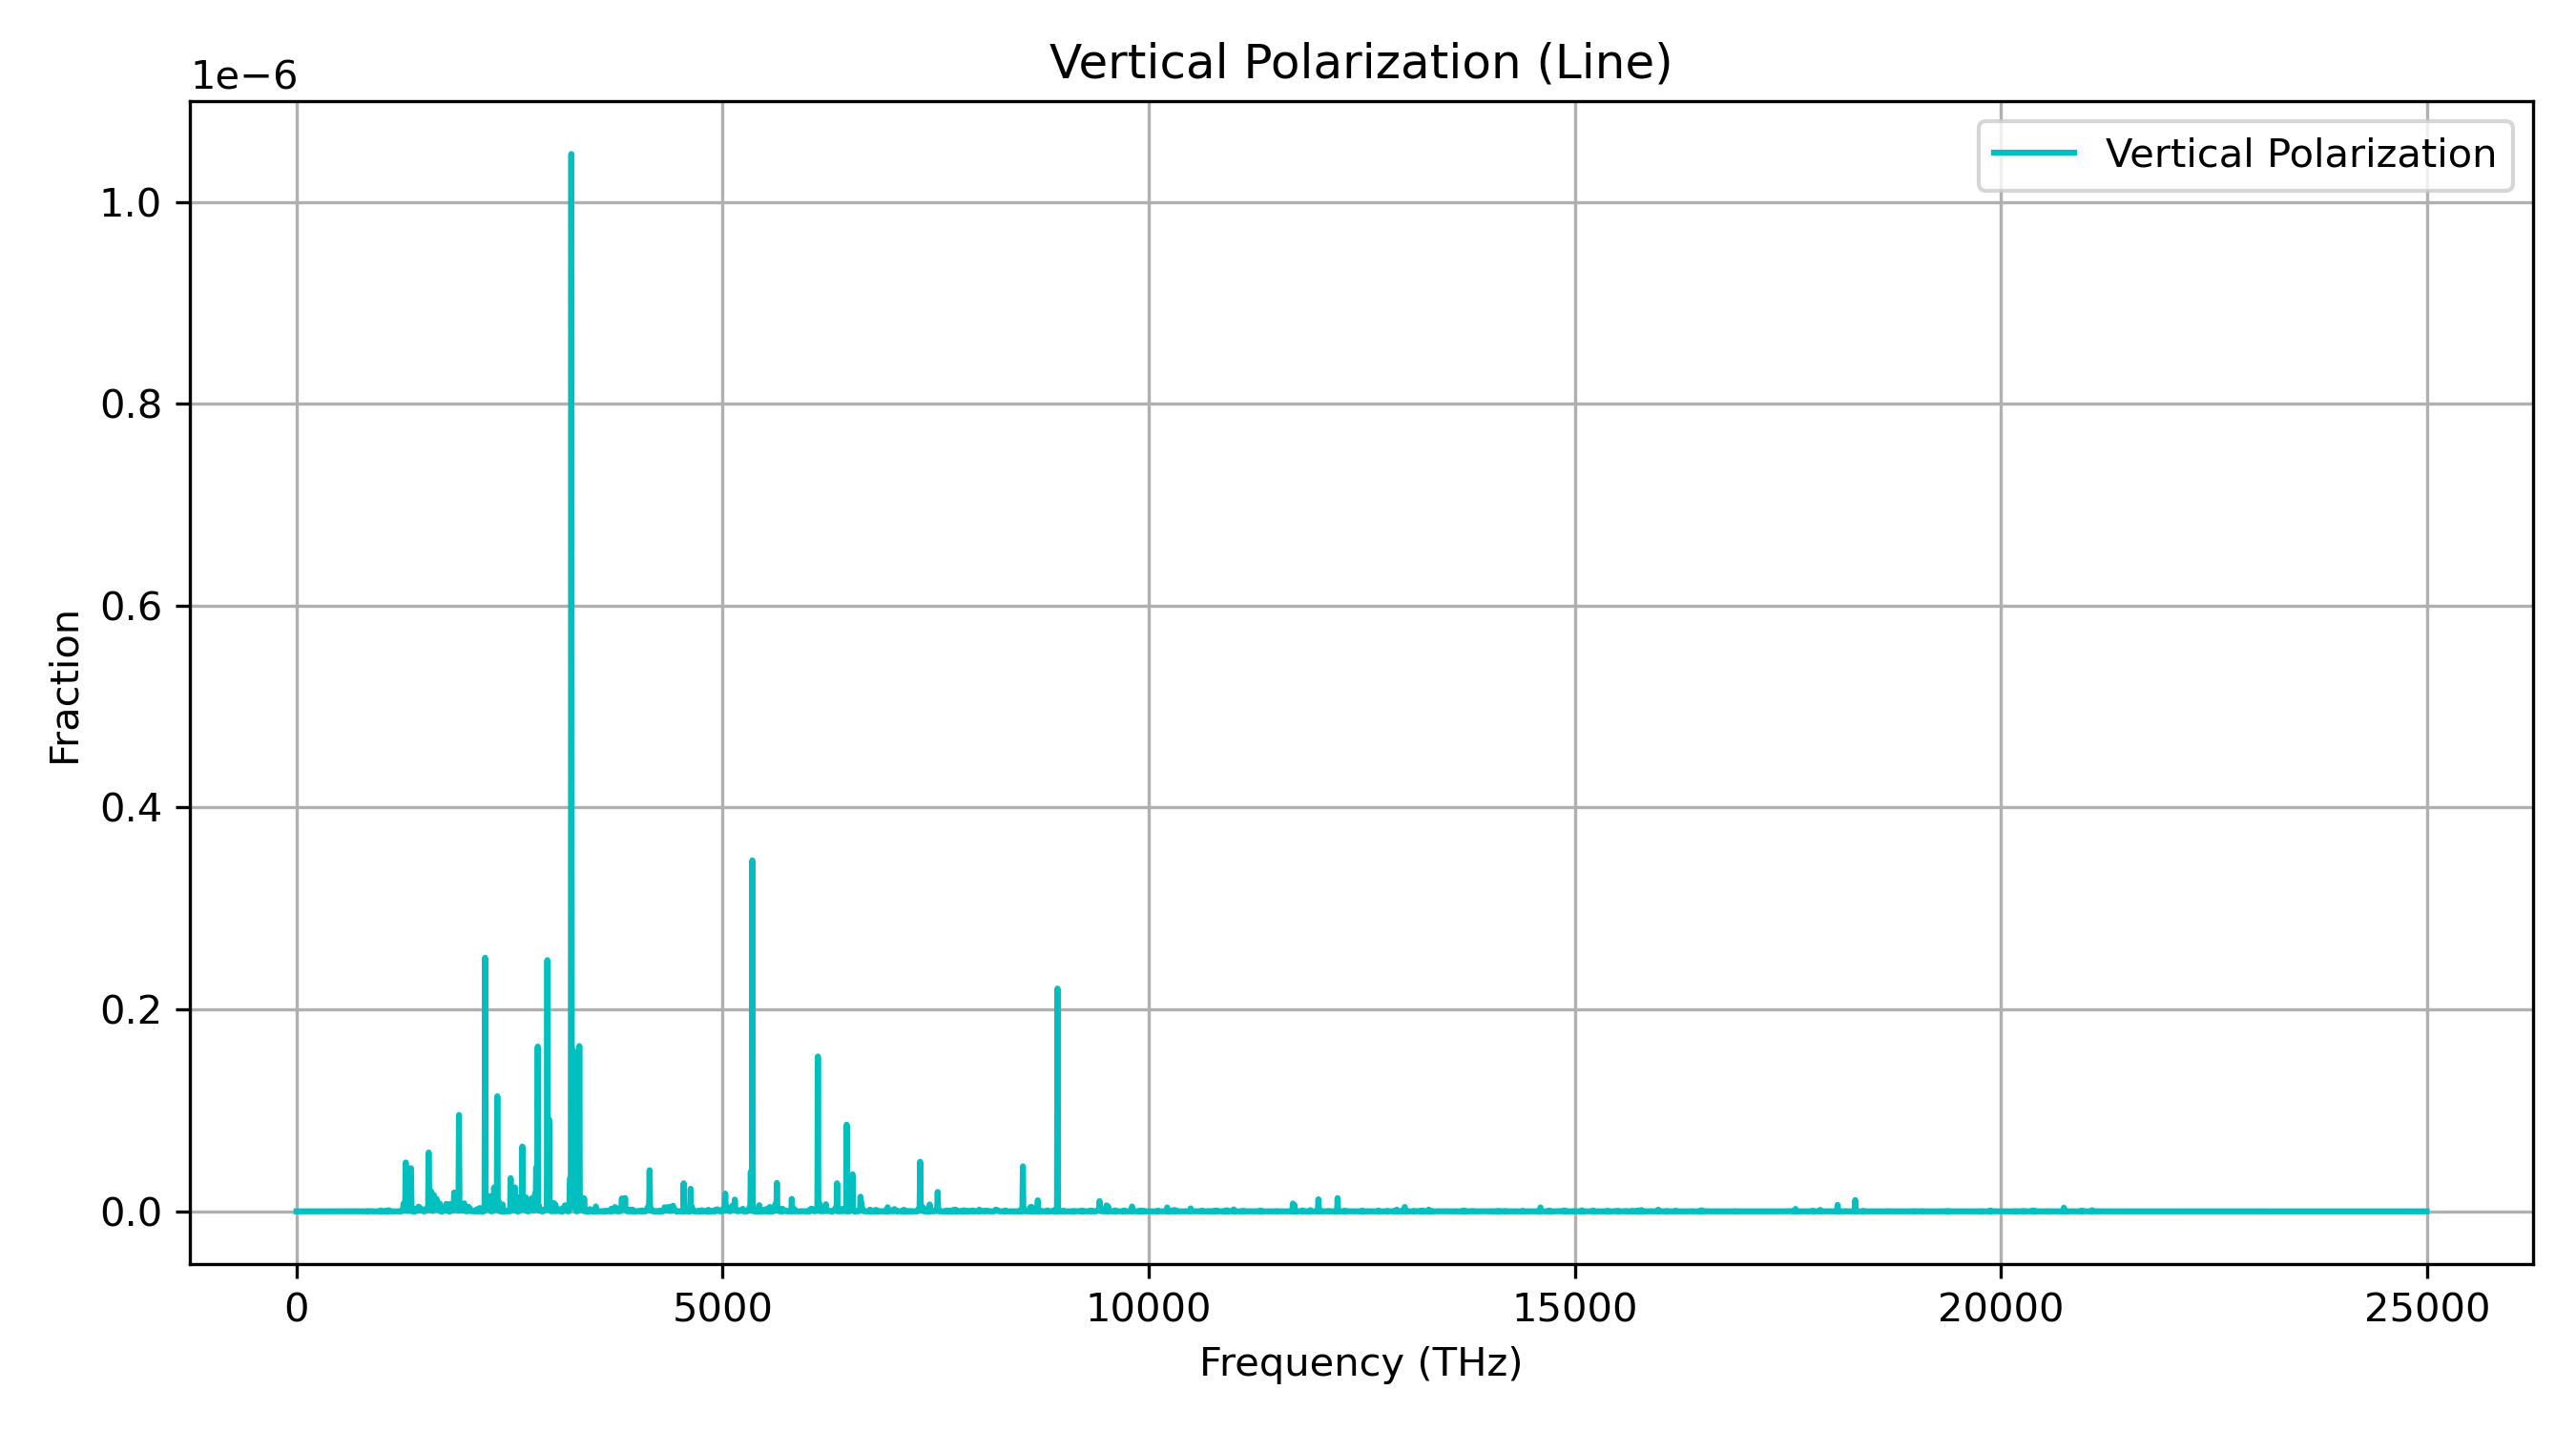 Vertical Polarization (Line)
1e−6
Vertical Polarization
1.0
0.8
0.6
0.4
0.2
0.0
Fraction
0 5000 10000 15000 20000 25000
Frequency (THz)